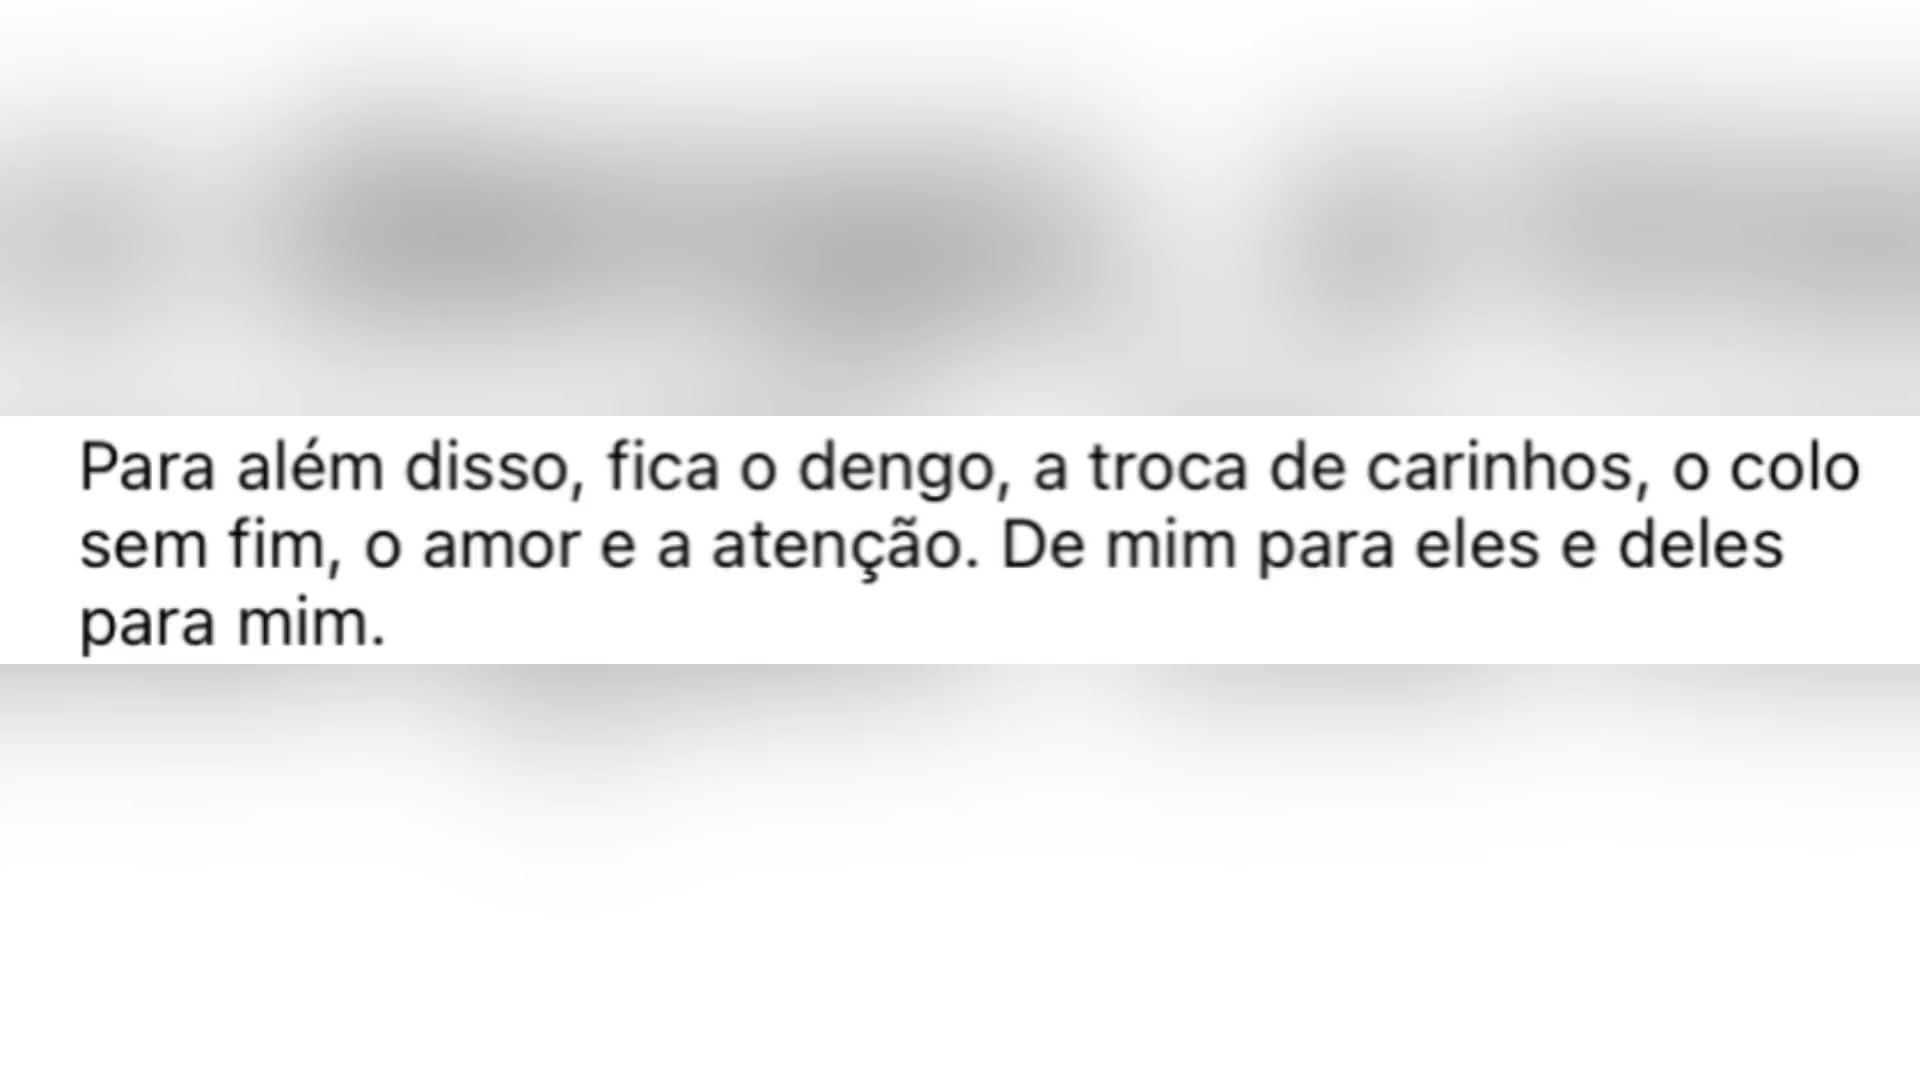 Para além disso, fica o dengo, a troca de carinhos, o colo
sem fim, o amor e a atenção. De mim para eles e deles
para mim.